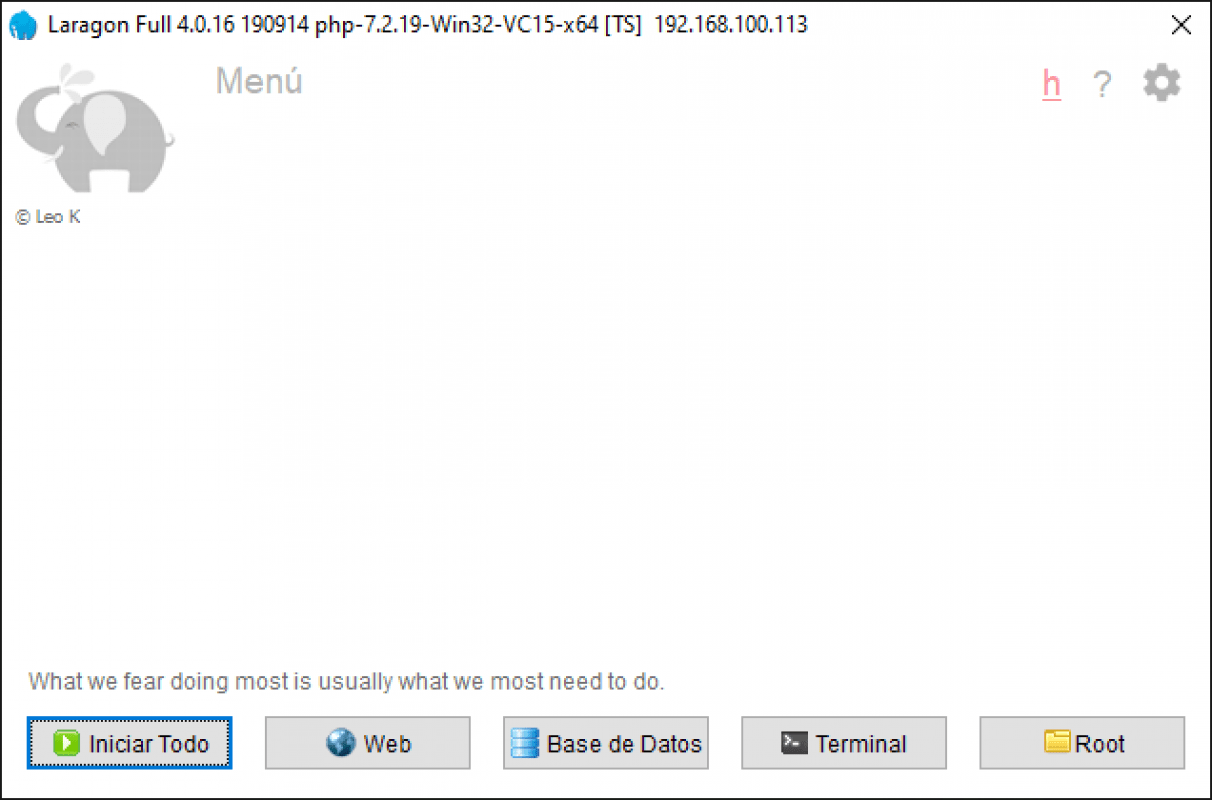 Laragon Full 4.0.16 190914 php-7.2.19-Win32-VC15-x64 [TS] 192.168.100.113
Menú
h ?
© Leo K
What we fear doing most is usually what we most need to do.
Iniciar Todo
Web
Base de Datos
Terminal
Root